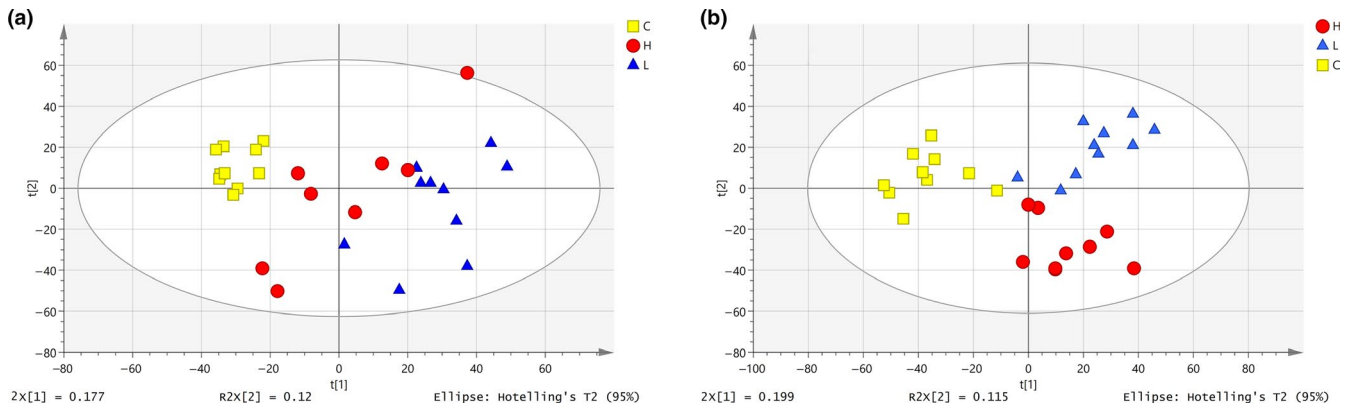 (a)
C
H
L
t[2]
60
40
20
0
−20
−40
−60
−80
−80 −60 −40 −20 0 20 40 60
t[1]
2x[1] = 0.177 R2x[2] = 0.12 Ellipse: Hotelling's T2 (95%)
(b)
H
L
C
t[2]
60
40
20
0
−20
−40
−60
−80
−100 −80 −60 −40 −20 0 20 40 60 80
t[1]
2x[1] = 0.199 R2x[2] = 0.115 Ellipse: Hotelling's T2 (95%)